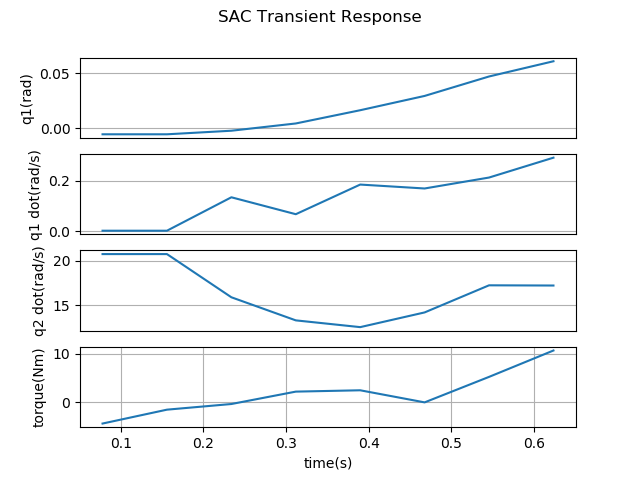 SAC Transient Response
q1(rad)
0.05
0.00
q1 dot(rad/s)
0.2
0.0
q2 dot(rad/s)
20
15
torque(Nm)
10
0
0.1 0.2 0.3 0.4 0.5 0.6
time(s)